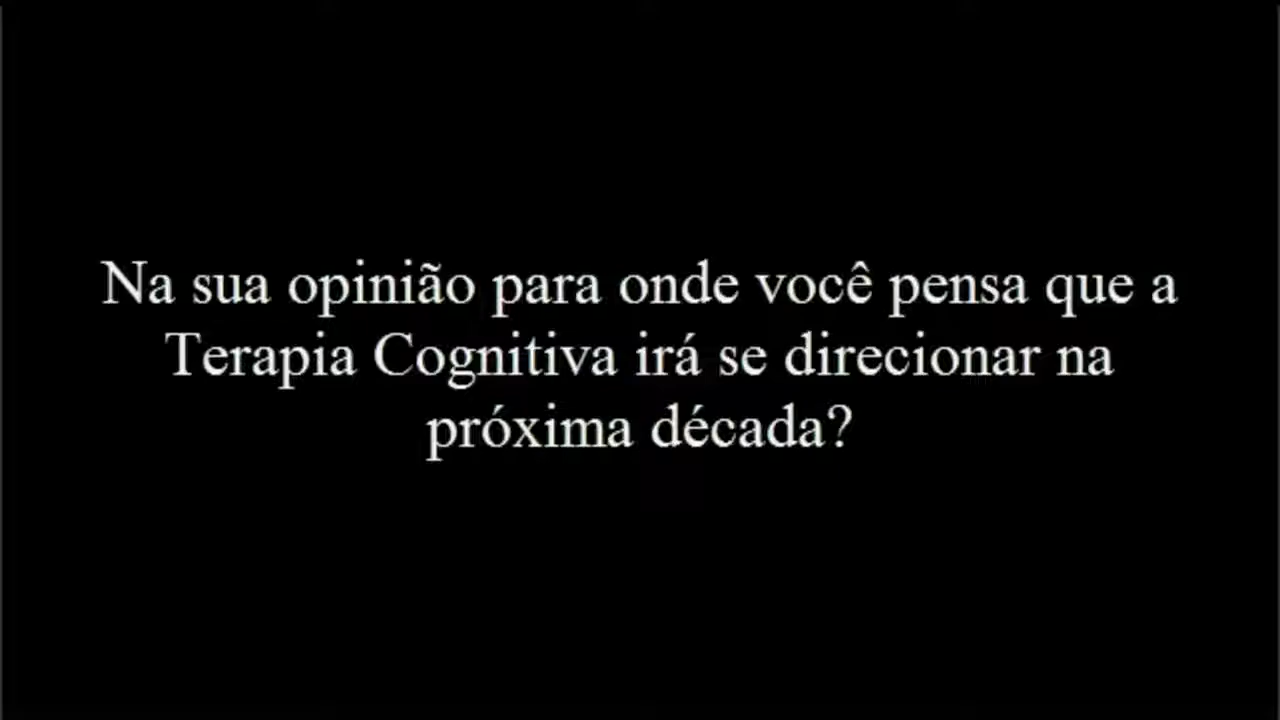 Na sua opinião para onde você pensa que a
Terapia Cognitiva irá se direcionar na
próxima década?